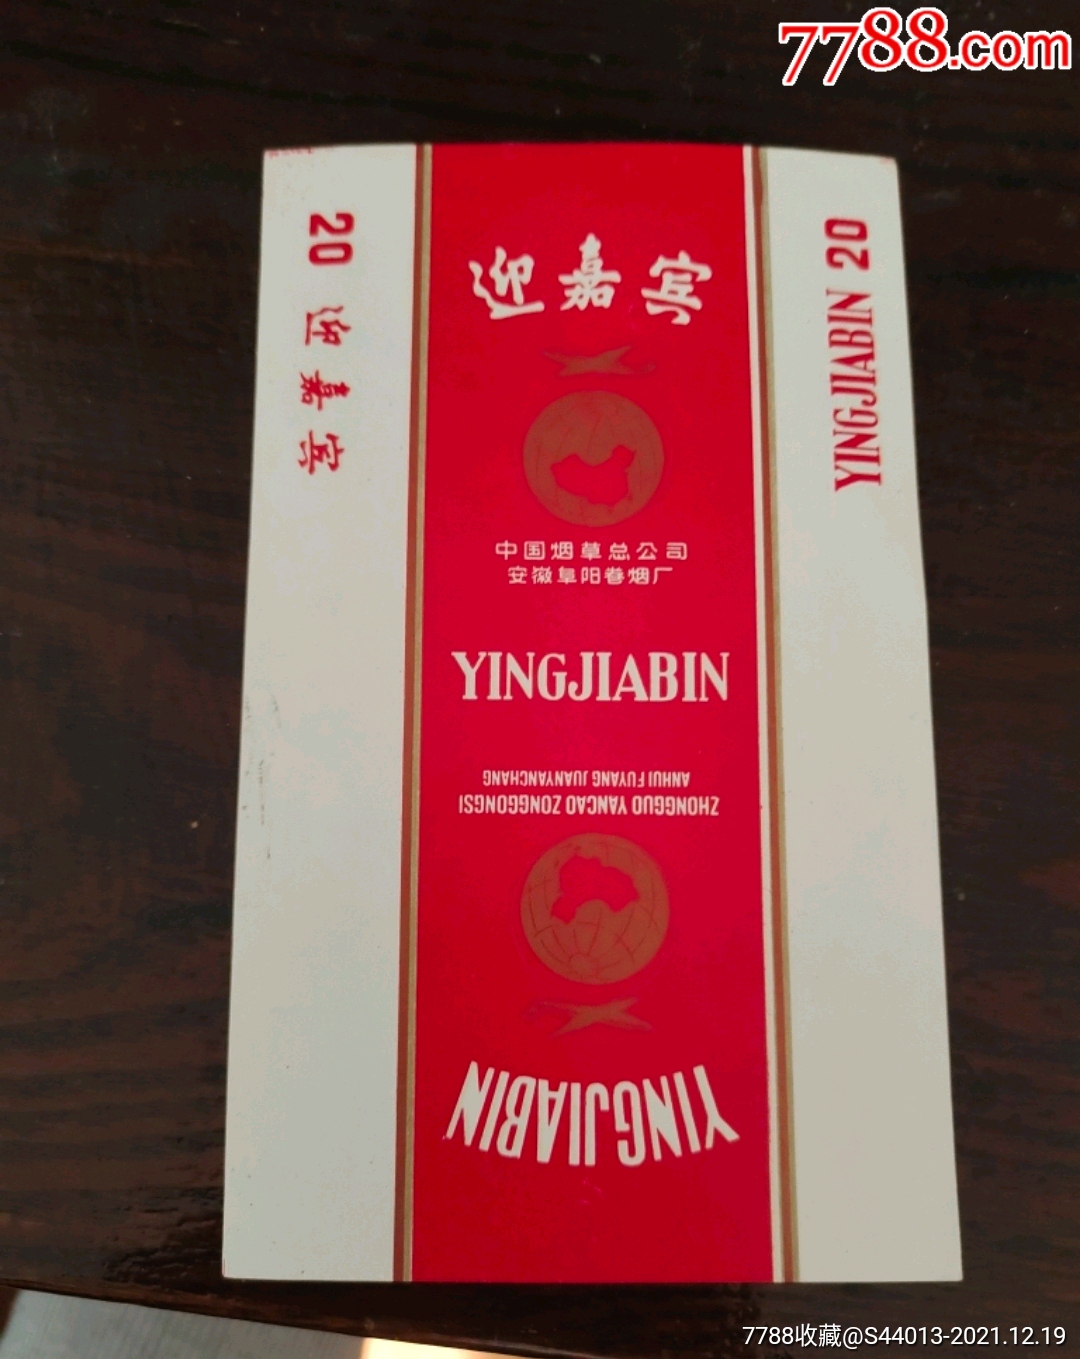 7788.com
20 迎嘉宾
迎嘉宾
YINGJIABIN 20
中国烟草总公司
安徽阜阳卷烟厂
YINGJIABIN
ANHUI FUYANG JUANYANCHANG
ZHONGGUO YANCAO ZONGGONGSI
YINGJIABIN
7788收藏@S44013-2021.12.19